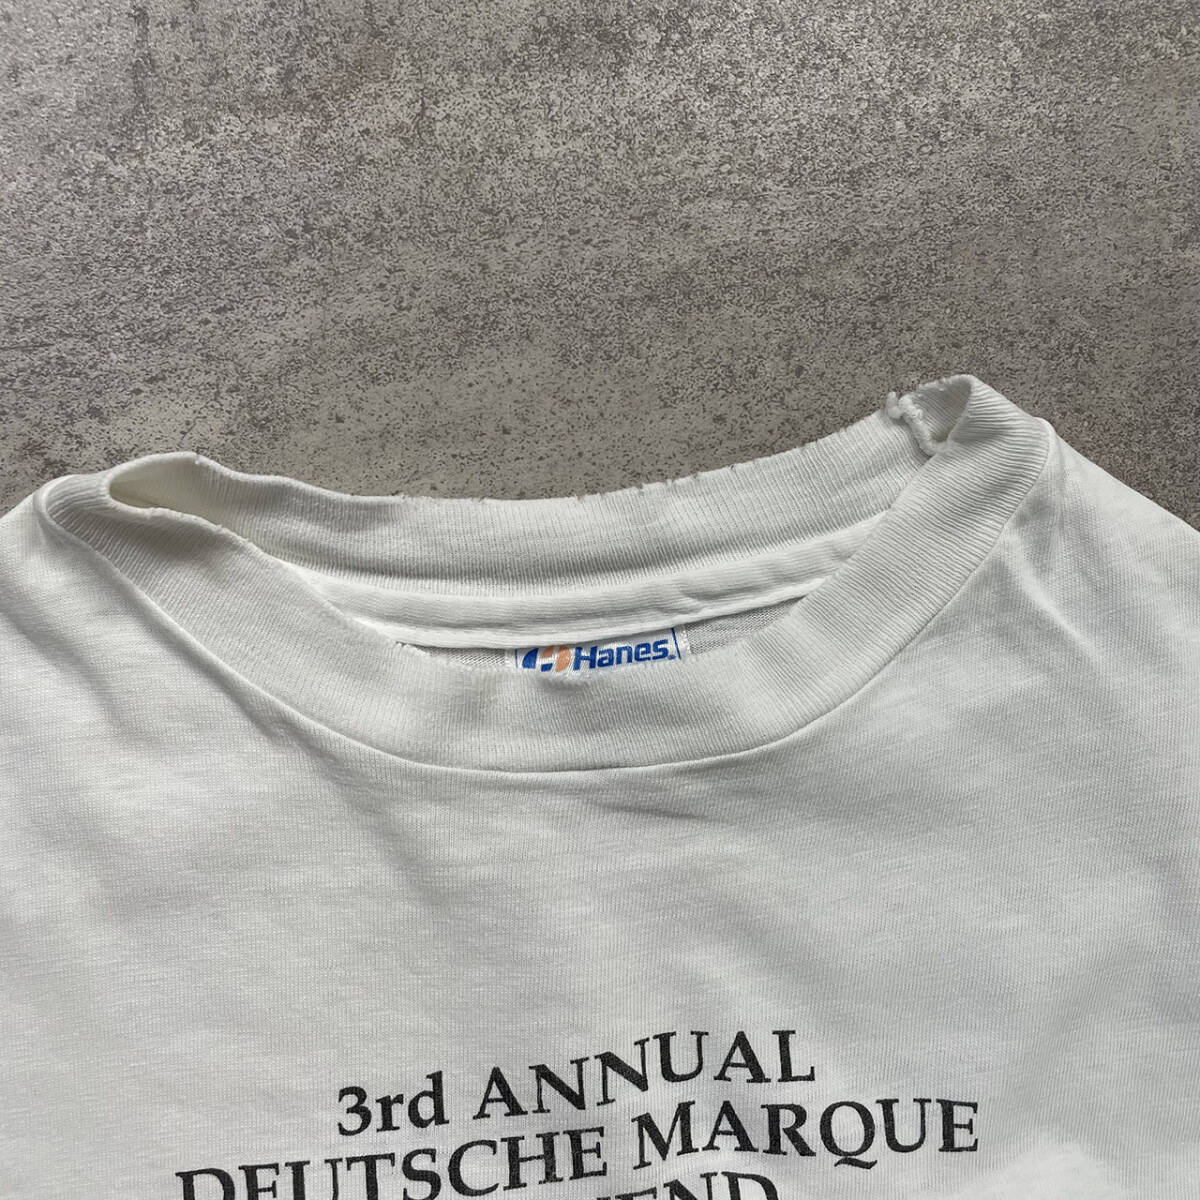 Hanes
3rd ANNUAL
DEUTSCHE MARQUE